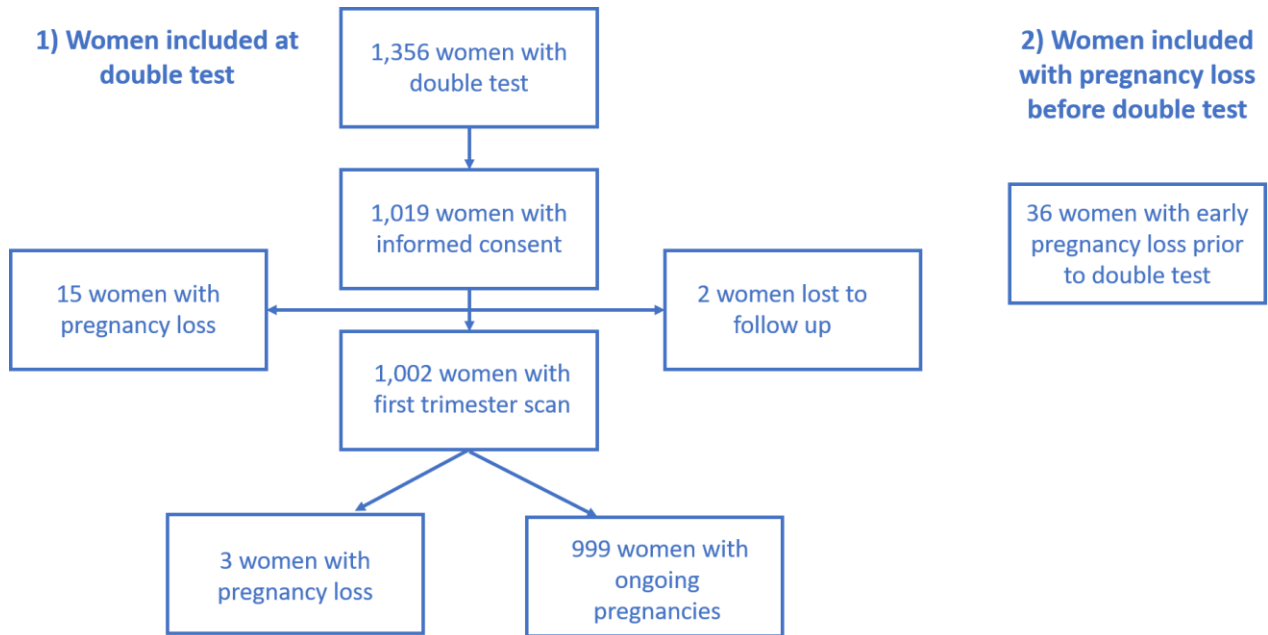 1) Women included at
double test
1,356 women with
double test
1,019 women with
informed consent
15 women with
pregnancy loss
2 women lost to
follow up
1,002 women with
first trimester scan
3 women with
pregnancy loss
999 women with
ongoing
pregnancies
2) Women included
with pregnancy loss
before double test
36 women with early
pregnancy loss prior
to double test